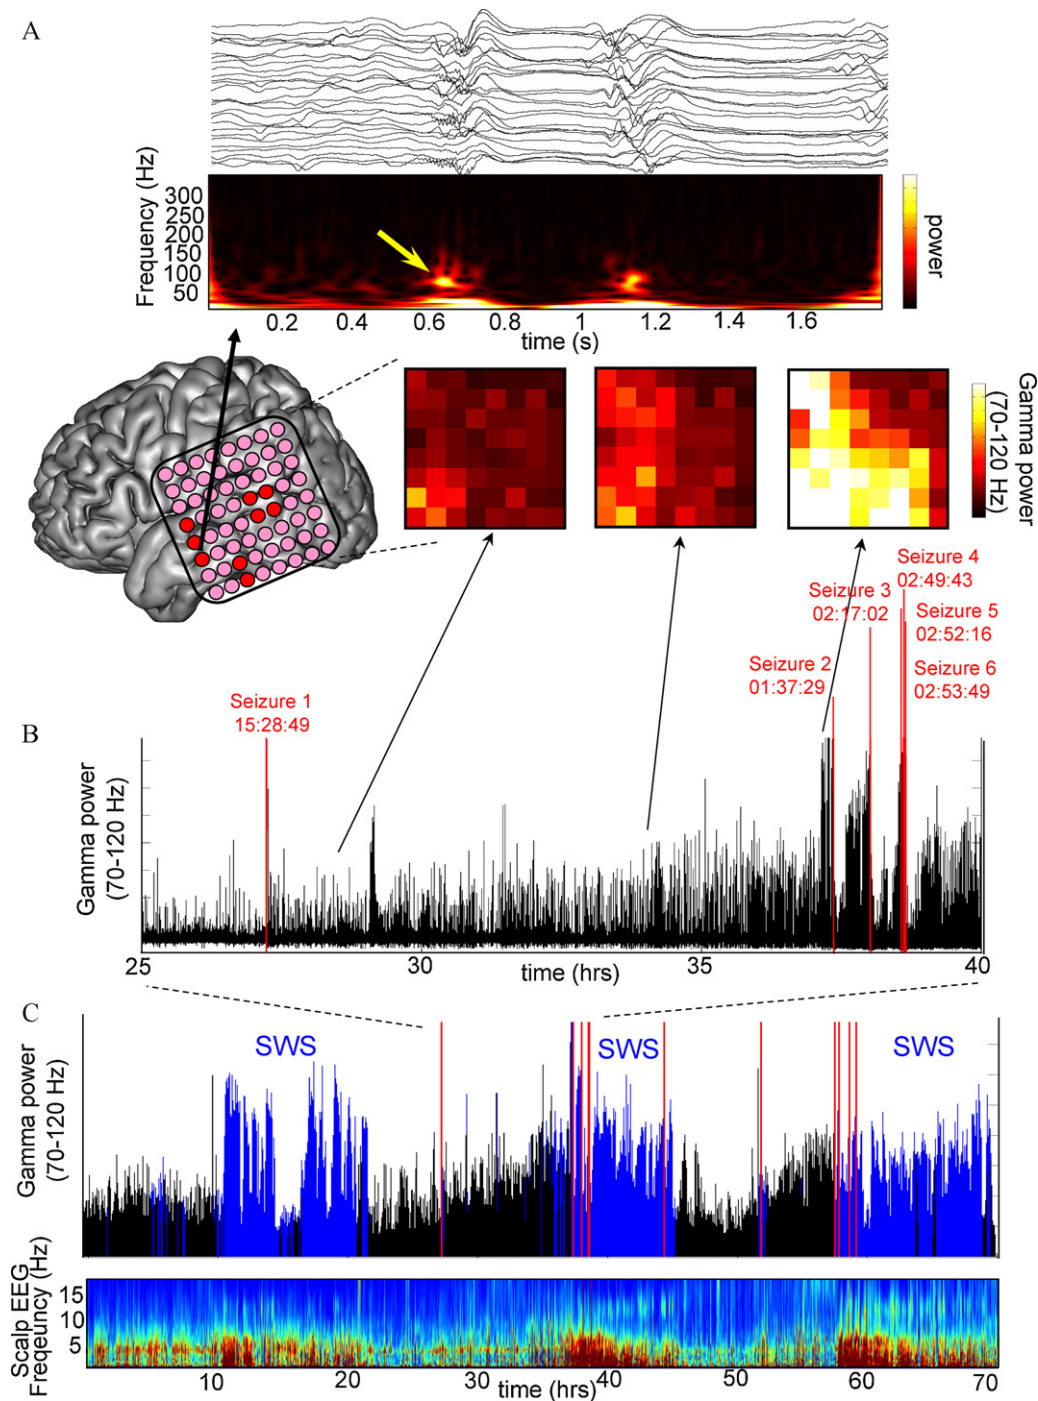 A
Frequency (Hz)
300
250
200
150
100
50
power
0.2 0.4 0.6 0.8 1 1.2 1.4 1.6
time (s)
Gamma power
(70-120 Hz)
Seizure 4
02:49:43
Seizure 3
02:17:02
Seizure 5
02:52:16
Seizure 2
01:37:29
Seizure 6
02:53:49
Seizure 1
15:28:49
B
Gamma power
(70-120 Hz)
25 30 35 40
time (hrs)
C
Gamma power
(70-120 Hz)
SWS SWS SWS
Scalp EEG
Freqeuncy (Hz)
15
10
5
10 20 30 40 50 60 70
time (hrs)